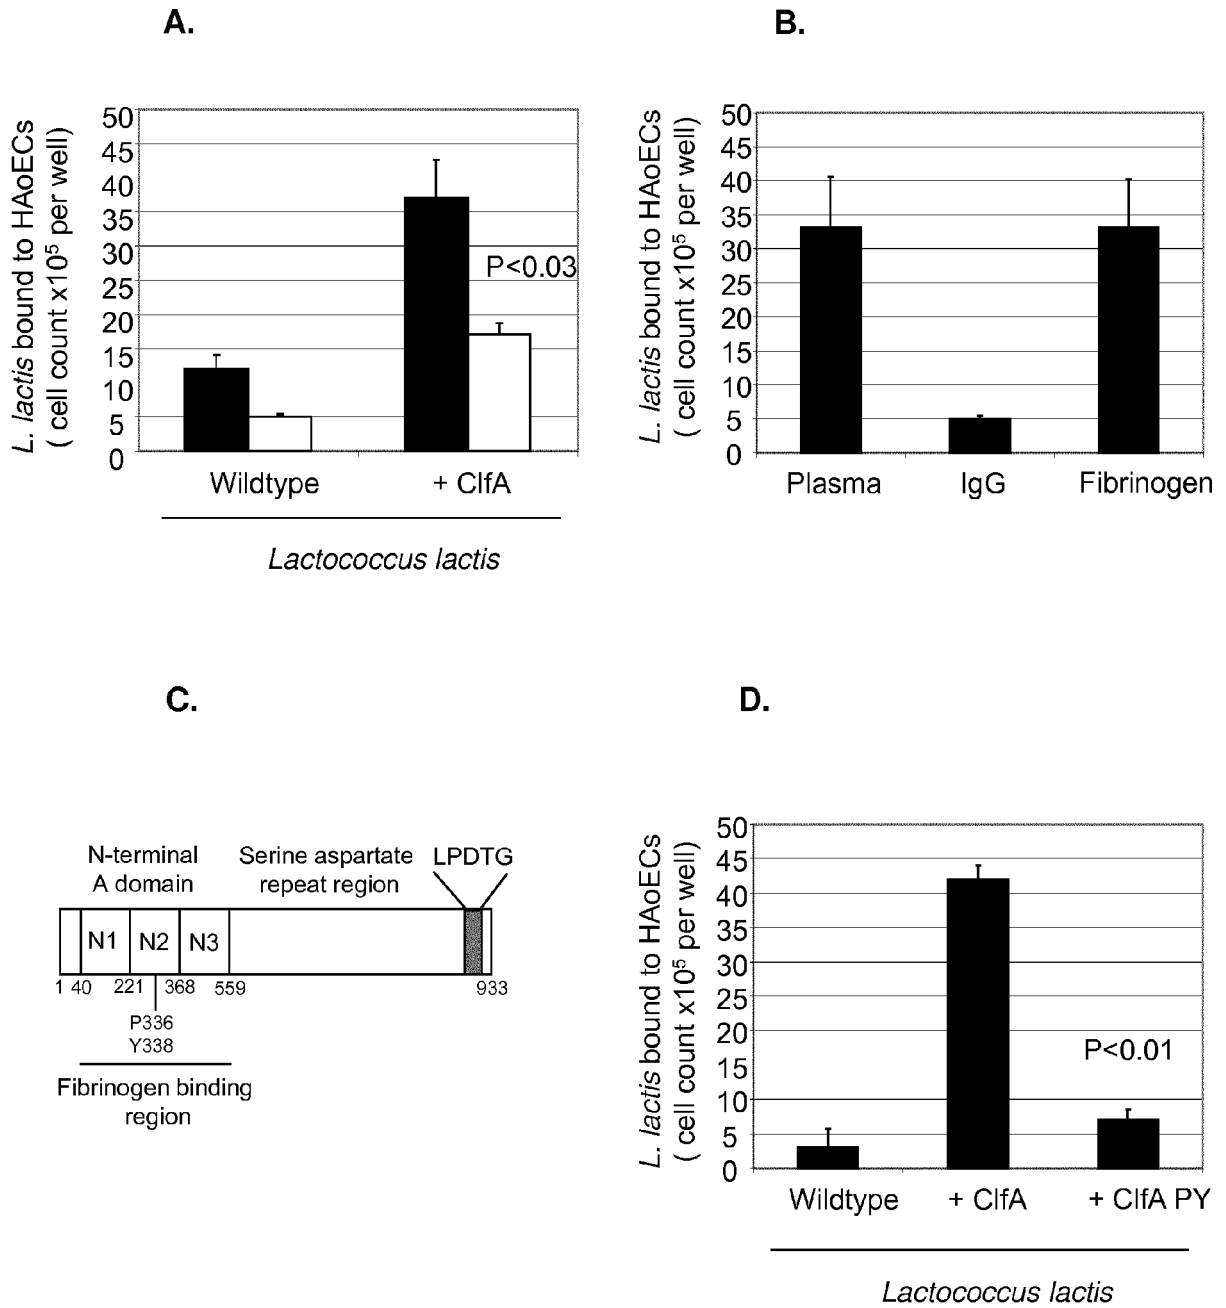 A.
L. lactis bound to HAoECs
( cell count x10⁵ per well)
50
45
40
35
30
25
20
15
10
5
0
P<0.03
Wildtype
+ ClfA
Lactococcus lactis
B.
L. lactis bound to HAoECs
( cell count x10⁵ per well)
50
45
40
35
30
25
20
15
10
5
0
Plasma
IgG
Fibrinogen
C.
N-terminal
A domain
Serine aspartate
repeat region
LPDTG
N1
N2
N3
1 40 221 368 559 933
P336
Y338
Fibrinogen binding
region
D.
L. lactis bound to HAoECs
( cell count x10⁵ per well)
50
45
40
35
30
25
20
15
10
5
0
P<0.01
Wildtype
+ ClfA
+ ClfA PY
Lactococcus lactis